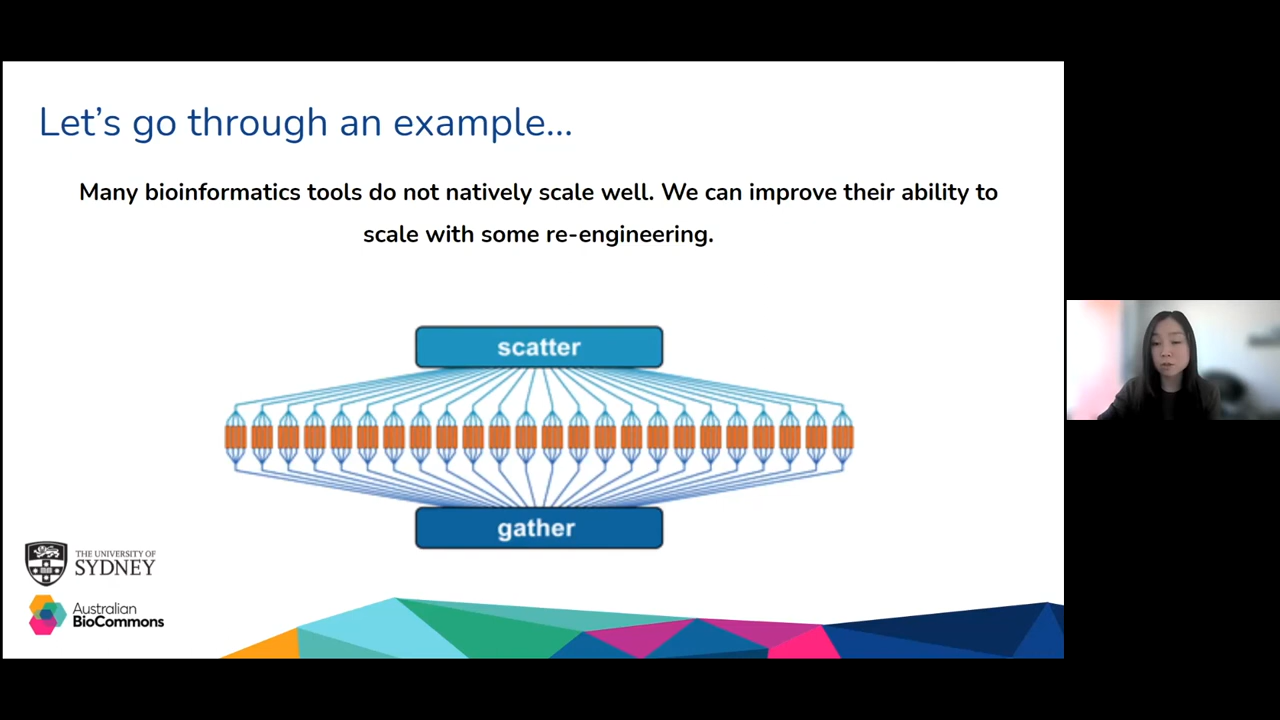 Let's go through an example...
Many bioinformatics tools do not natively scale well. We can improve their ability to
scale with some re-engineering.
scatter
gather
THE UNIVERSITY OF
SYDNEY
Australian
BioCommons